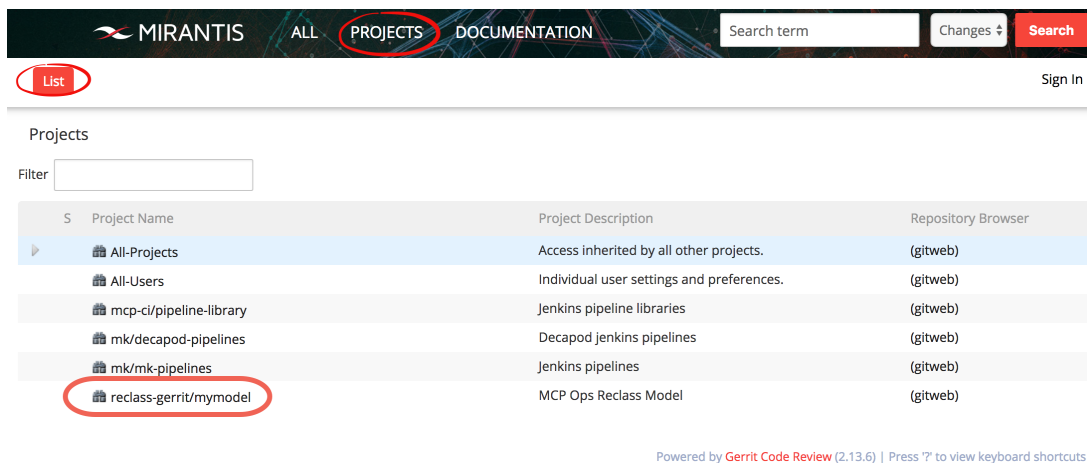 MIRANTIS ALL PROJECTS DOCUMENTATION Search term Changes Search
List Sign In
Projects
Filter
S Project Name Project Description Repository Browser
All-Projects Access inherited by all other projects. (gitweb)
All-Users Individual user settings and preferences. (gitweb)
mcp-ci/pipeline-library Jenkins pipeline libraries (gitweb)
mk/decapod-pipelines Decapod jenkins pipelines (gitweb)
mk/mk-pipelines Jenkins pipelines (gitweb)
reclass-gerrit/mymodel MCP Ops Reclass Model (gitweb)
Powered by Gerrit Code Review (2.13.6) | Press '?' to view keyboard shortcuts